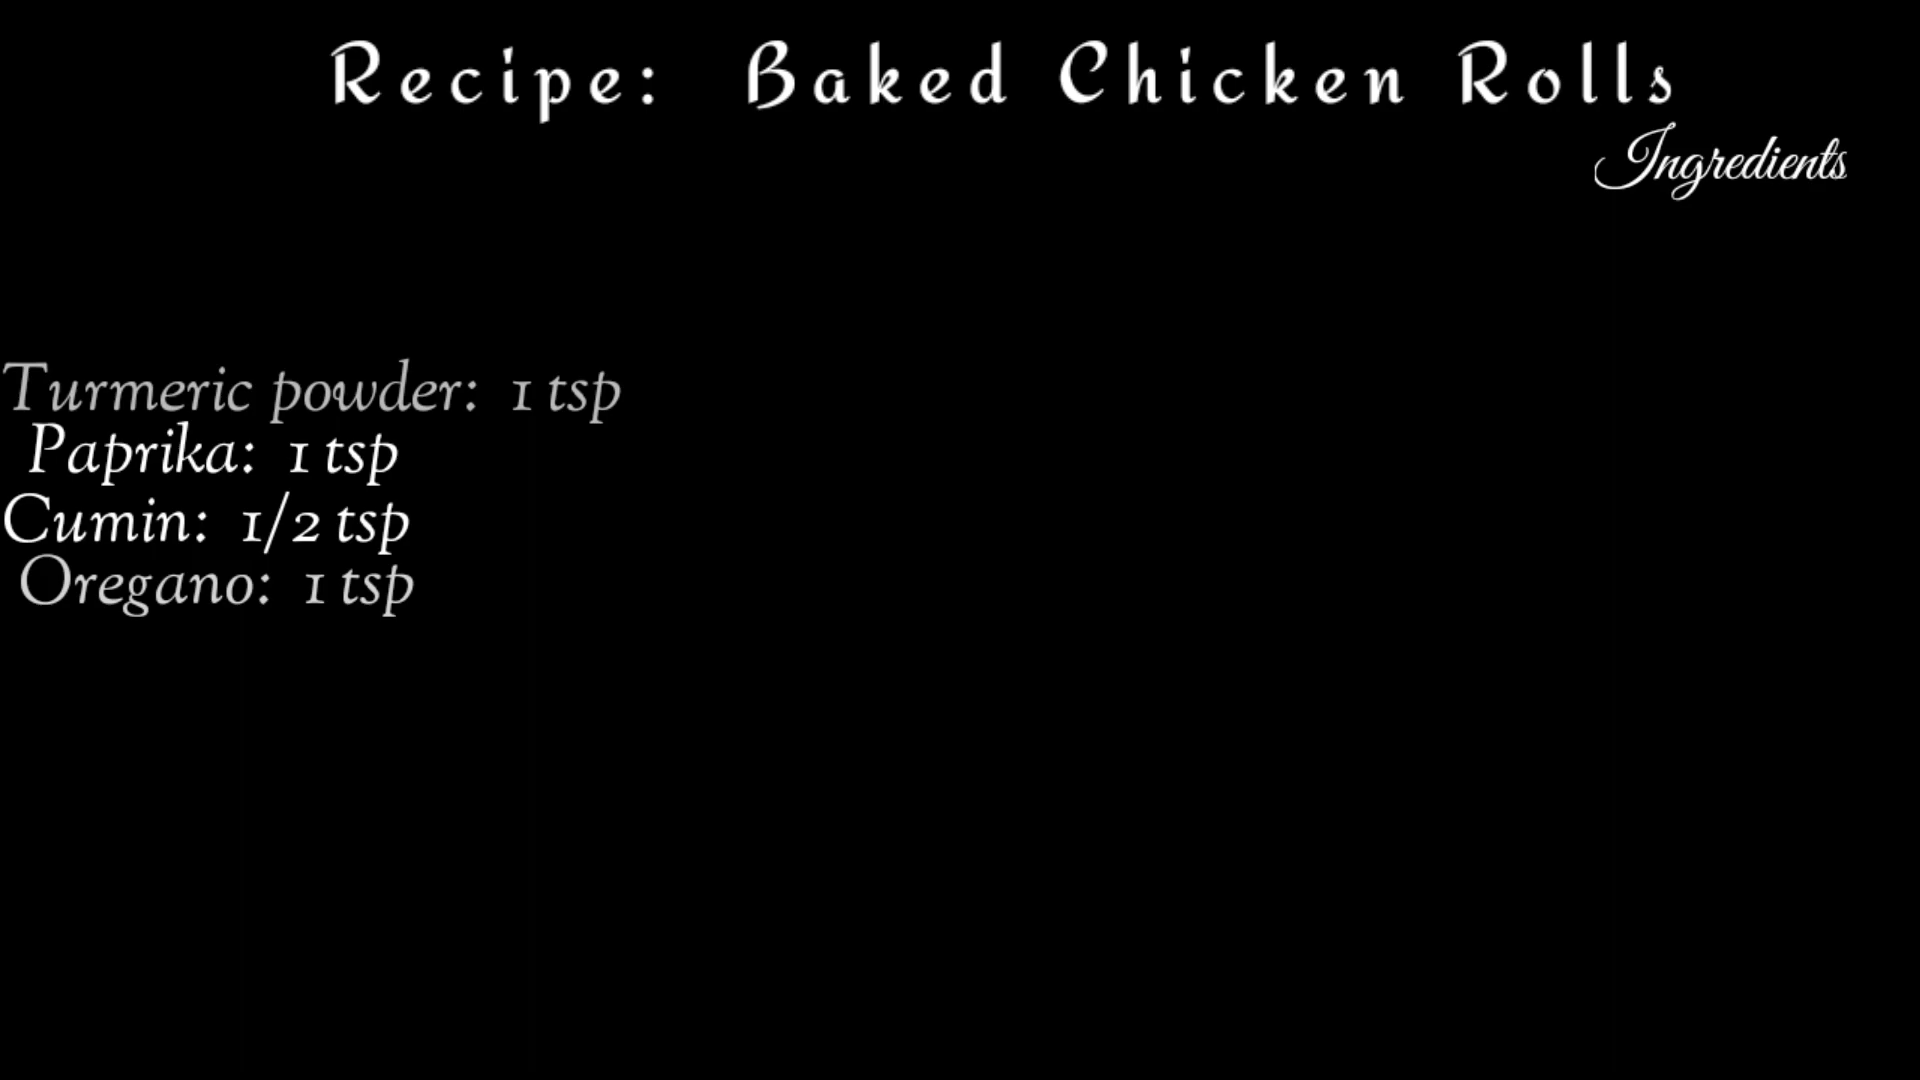 Recipe: Baked Chicken Rolls
Ingredients
Turmeric powder: 1 tsp
Paprika: 1 tsp
Cumin: 1/2 tsp
Oregano: 1 tsp